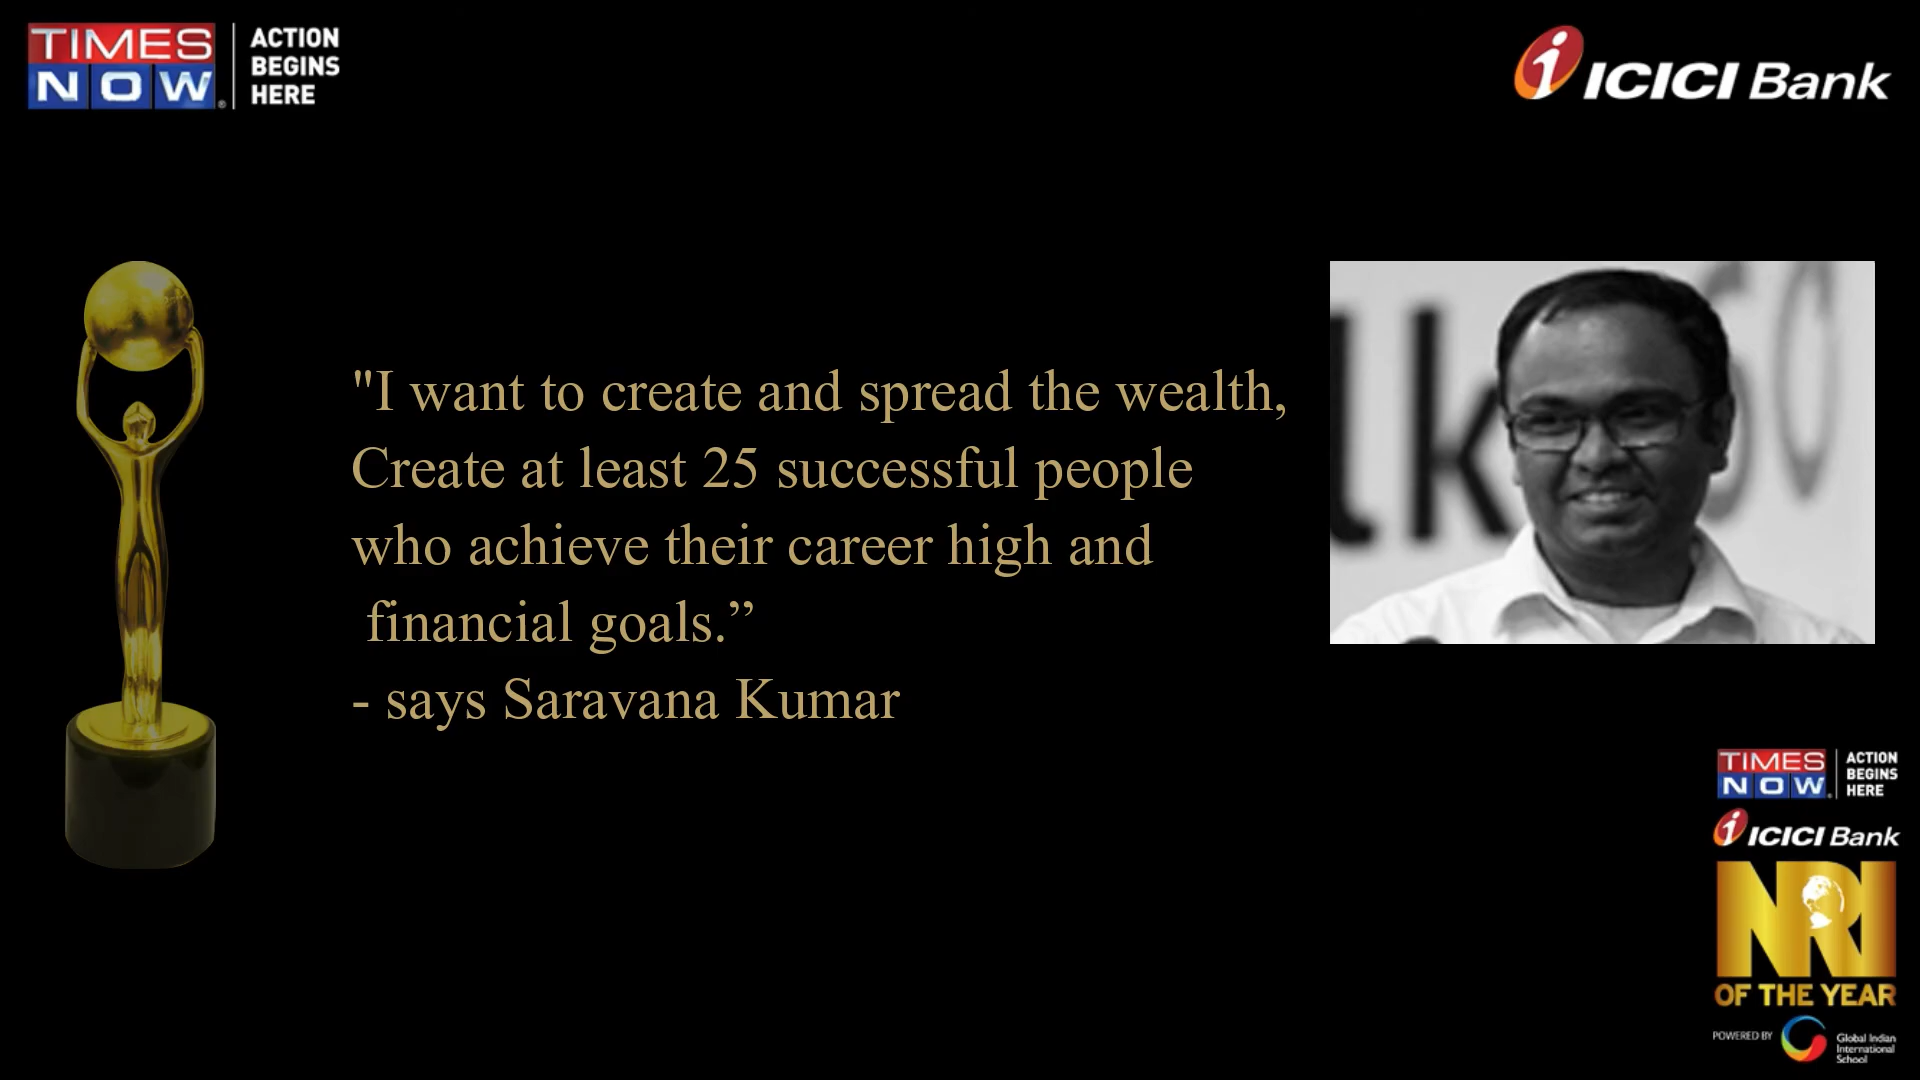 TIMES
NOW
ACTION
BEGINS
HERE
ICICI Bank
"I want to create and spread the wealth,
Create at least 25 successful people
who achieve their career high and
financial goals.”
- says Saravana Kumar
lk
TIMES
NOW
ACTION
BEGINS
HERE
ICICI Bank
NRI
OF THE YEAR
POWERED BY
Global Indian
International
School